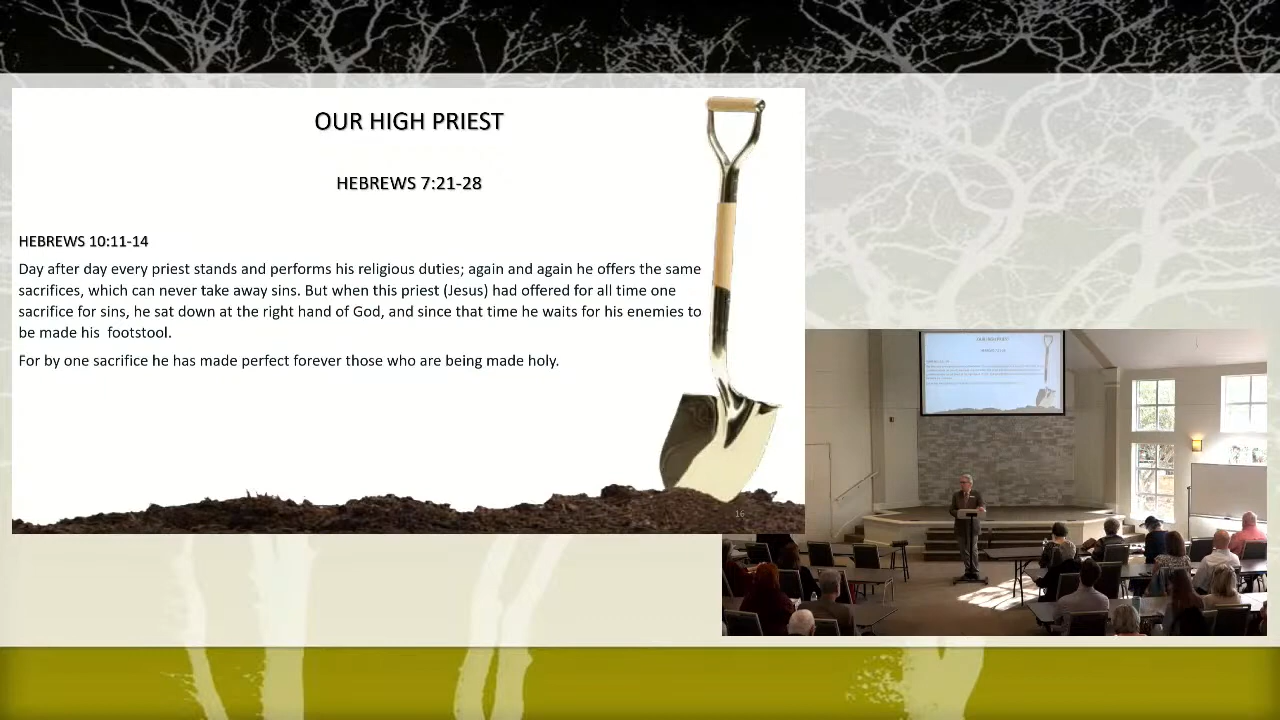 OUR HIGH PRIEST
HEBREWS 7:21-28
HEBREWS 10:11-14
Day after day every priest stands and performs his religious duties; again and again he offers the same
sacrifices, which can never take away sins. But when this priest (Jesus) had offered for all time one
sacrifice for sins, he sat down at the right hand of God, and since that time he waits for his enemies to
be made his  footstool.
For by one sacrifice he has made perfect forever those who are being made holy.
16
OUR HIGH PRIEST